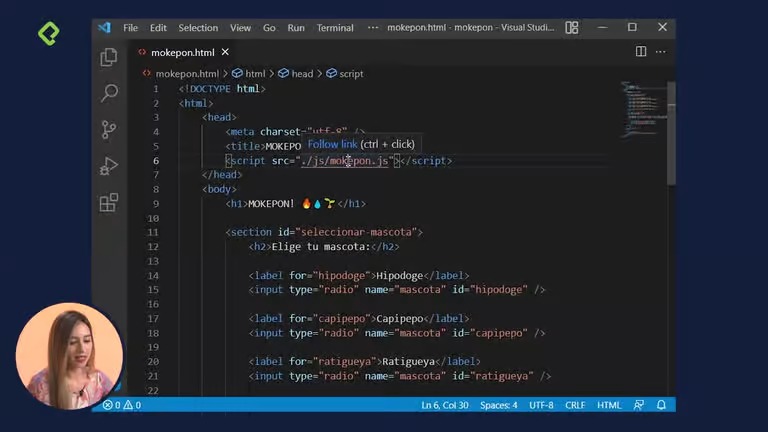 File Edit Selection View Go Run Terminal ··· mokepon.html - mokepon - Visual Studi...
mokepon.html
mokepon.html > html > head > script
1 <!DOCTYPE html>
2 <html>
3 <head>
4 <meta charset="utf-8" />
5 <title>MOKEPO
Follow link (ctrl + click)
6 <script src="./js/mokepon.js"></script>
7 </head>
8 <body>
9 <h1>MOKEPON! 🔥💧🌱</h1>
10
11 <section id="seleccionar-mascota">
12 <h2>Elige tu mascota:</h2>
13
14 <label for="hipodoge">Hipodoge</label>
15 <input type="radio" name="mascota" id="hipodoge" />
16
17 <label for="capipepo">Capipepo</label>
18 <input type="radio" name="mascota" id="capipepo" />
19
20 <label for="ratigueya">Ratigueya</label>
21 <input type="radio" name="mascota" id="ratigueya" />
22
0 0 Ln 6, Col 30 Spaces: 4 UTF-8 CRLF HTML